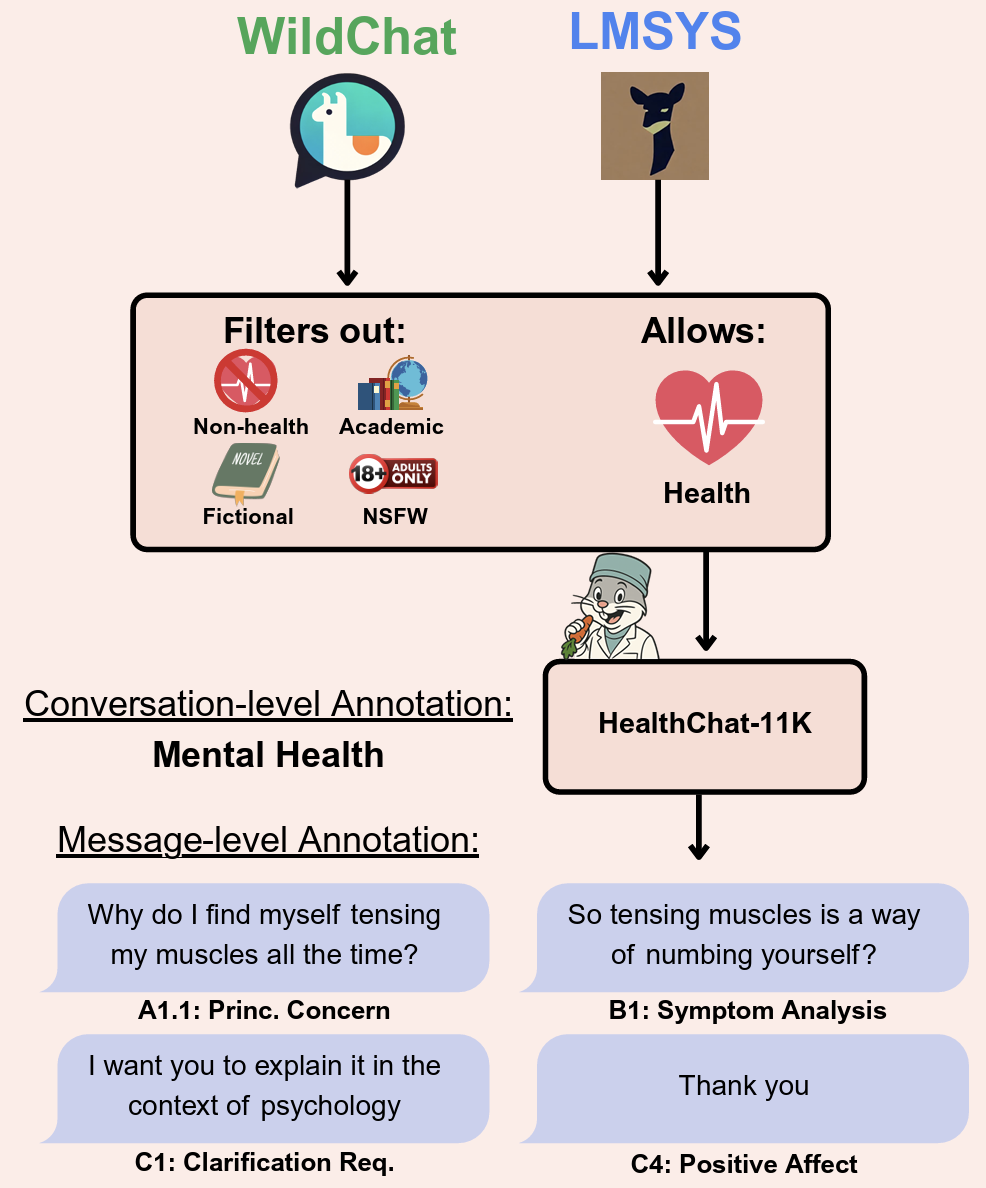 WildChat
LMSYS
Filters out:
Allows:
Non-health
Academic
NOVEL
18+ ADULTS
ONLY
Fictional
NSFW
Health
HealthChat-11K
Conversation-level Annotation:
Mental Health
Message-level Annotation:
Why do I find myself tensing
my muscles all the time?
A1.1: Princ. Concern
So tensing muscles is a way
of numbing yourself?
B1: Symptom Analysis
I want you to explain it in the
context of psychology
C1: Clarification Req.
Thank you
C4: Positive Affect